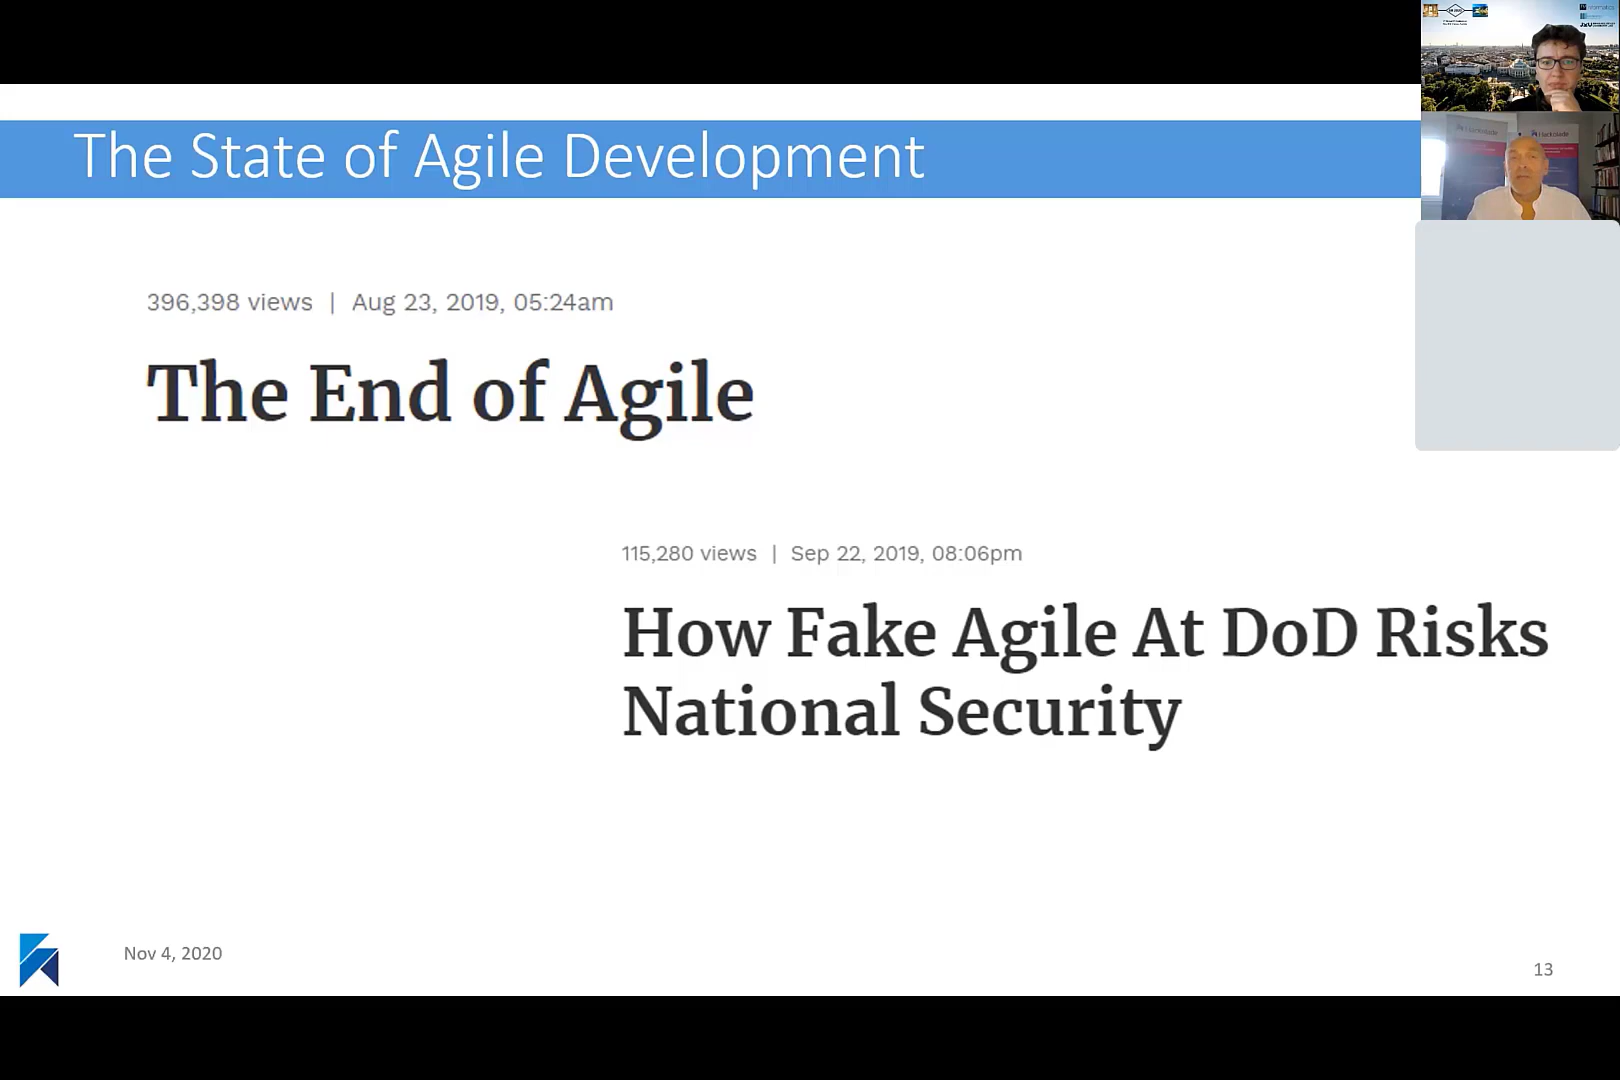 The State of Agile Development
396,398 views | Aug 23, 2019, 05:24am
The End of Agile
115,280 views | Sep 22, 2019, 08:06pm
How Fake Agile At DoD Risks
National Security
Nov 4, 2020
13
Hackolade